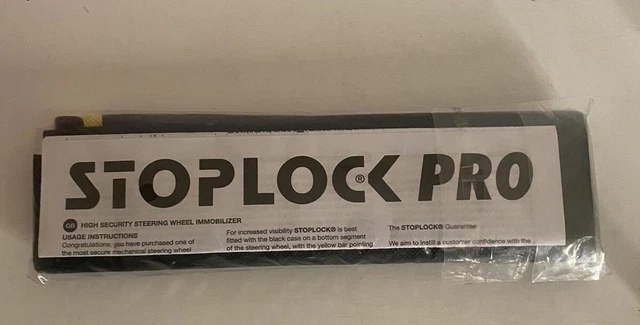 STOPLOCK® PRO
GB HIGH SECURITY STEERING WHEEL IMMOBILIZER
USAGE INSTRUCTIONS
Congratulations: you have purchased one of
the most secure mechanical steering wheel
For increased visibility STOPLOCK® is best
fitted with the black case on a bottom segment
of the steering wheel, with the yellow bar pointing
The STOPLOCK® Guarantee
We aim to instill a customer confidence with the